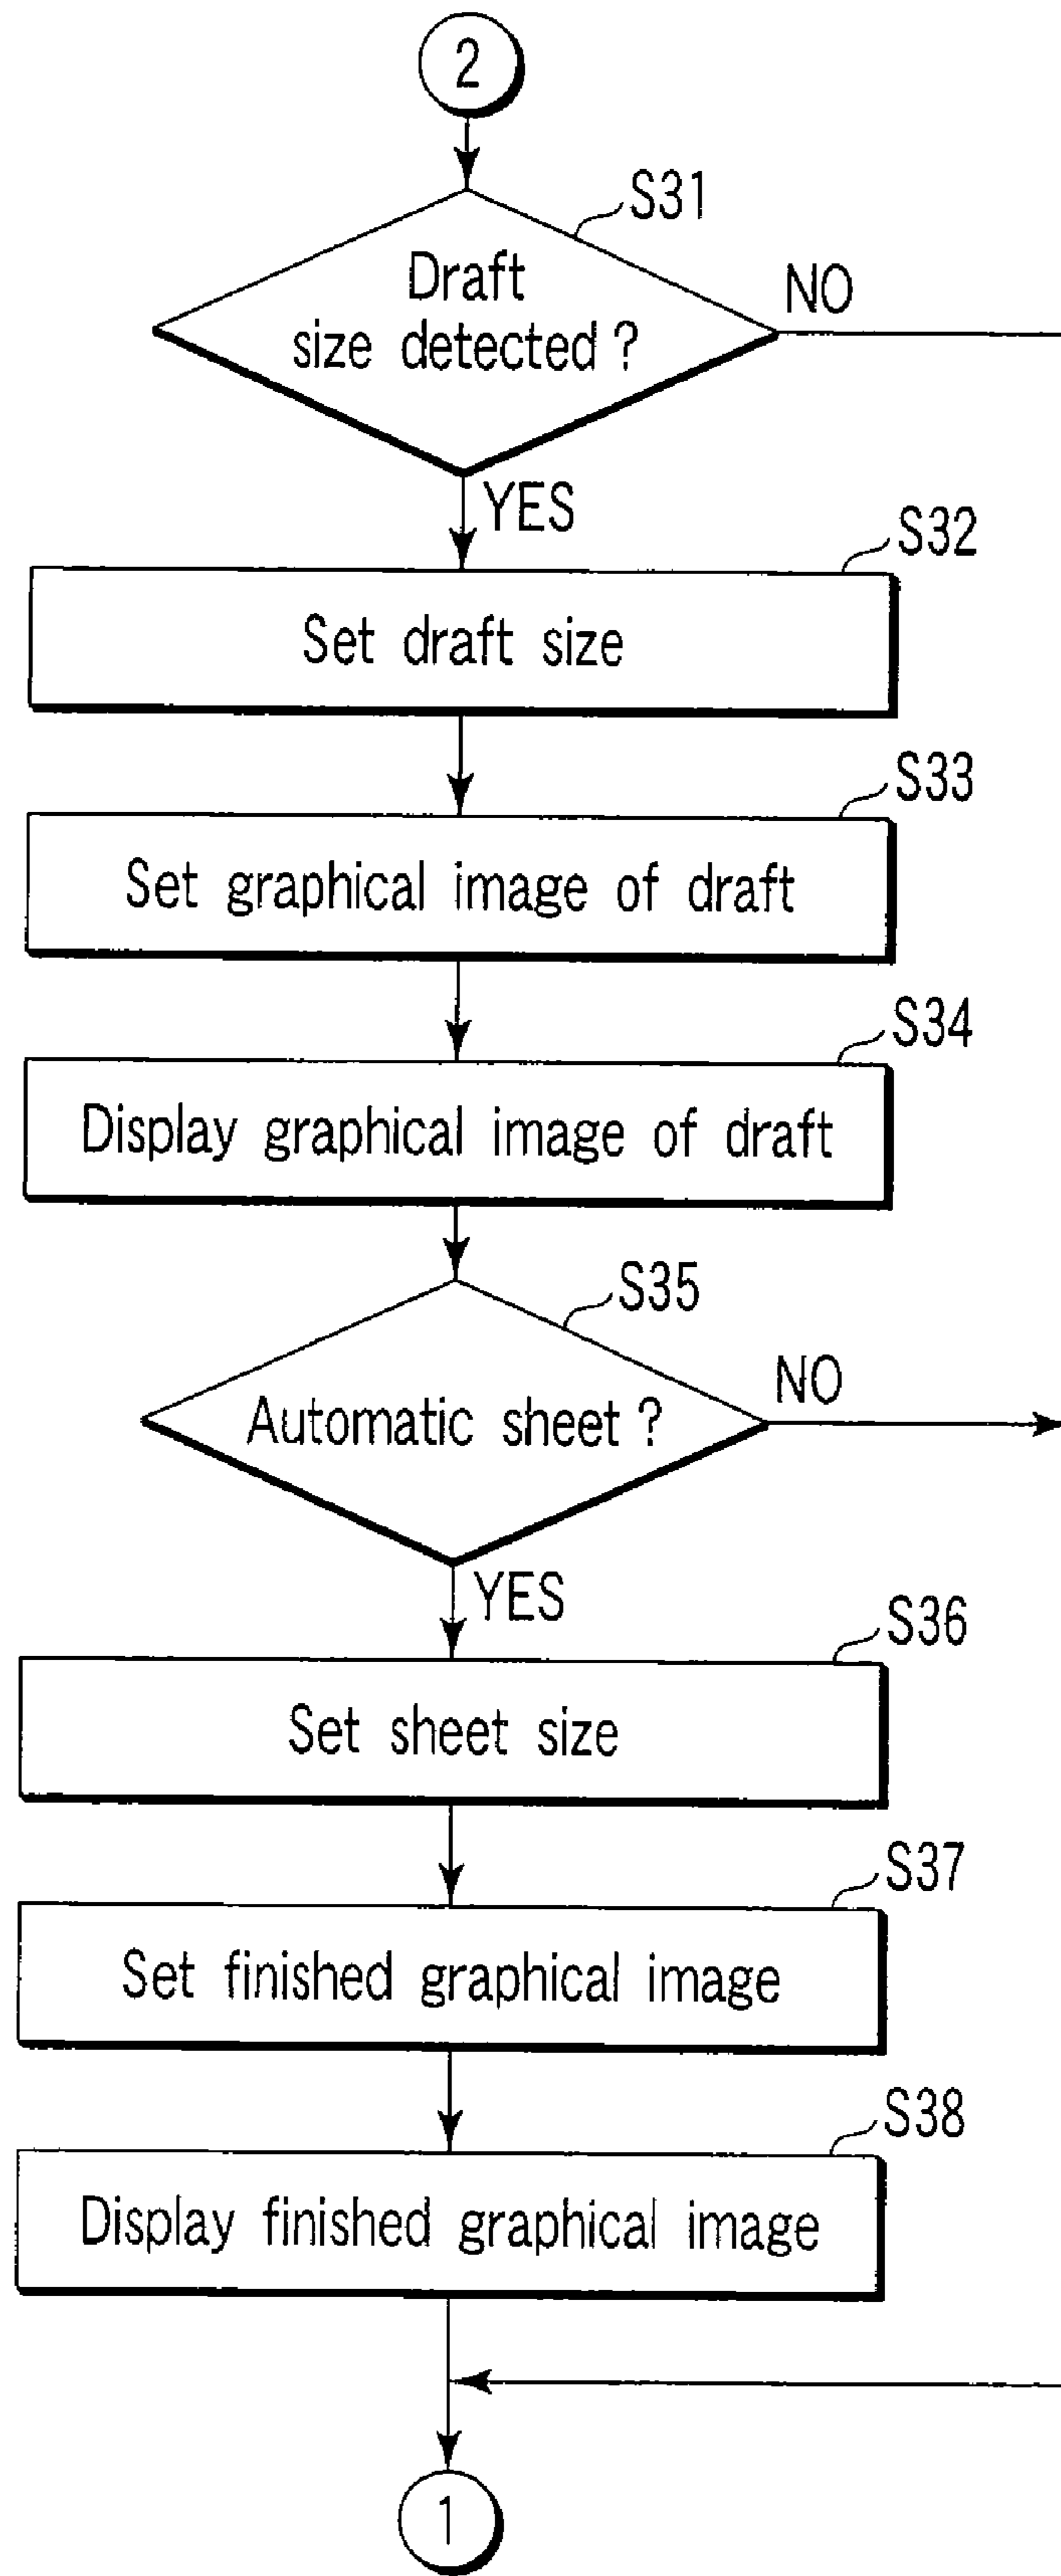 2
S31
Draft
size detected ?
NO
YES
S32
Set draft size
S33
Set graphical image of draft
S34
Display graphical image of draft
S35
Automatic sheet ?
NO
YES
S36
Set sheet size
S37
Set finished graphical image
S38
Display finished graphical image
1